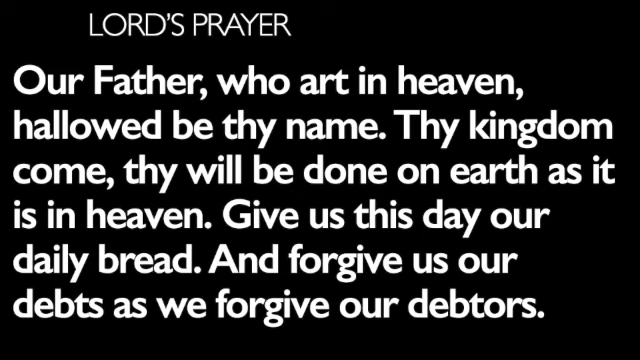 LORD'S PRAYER
Our Father, who art in heaven,
hallowed be thy name. Thy kingdom
come, thy will be done on earth as it
is in heaven. Give us this day our
daily bread. And forgive us our
debts as we forgive our debtors.